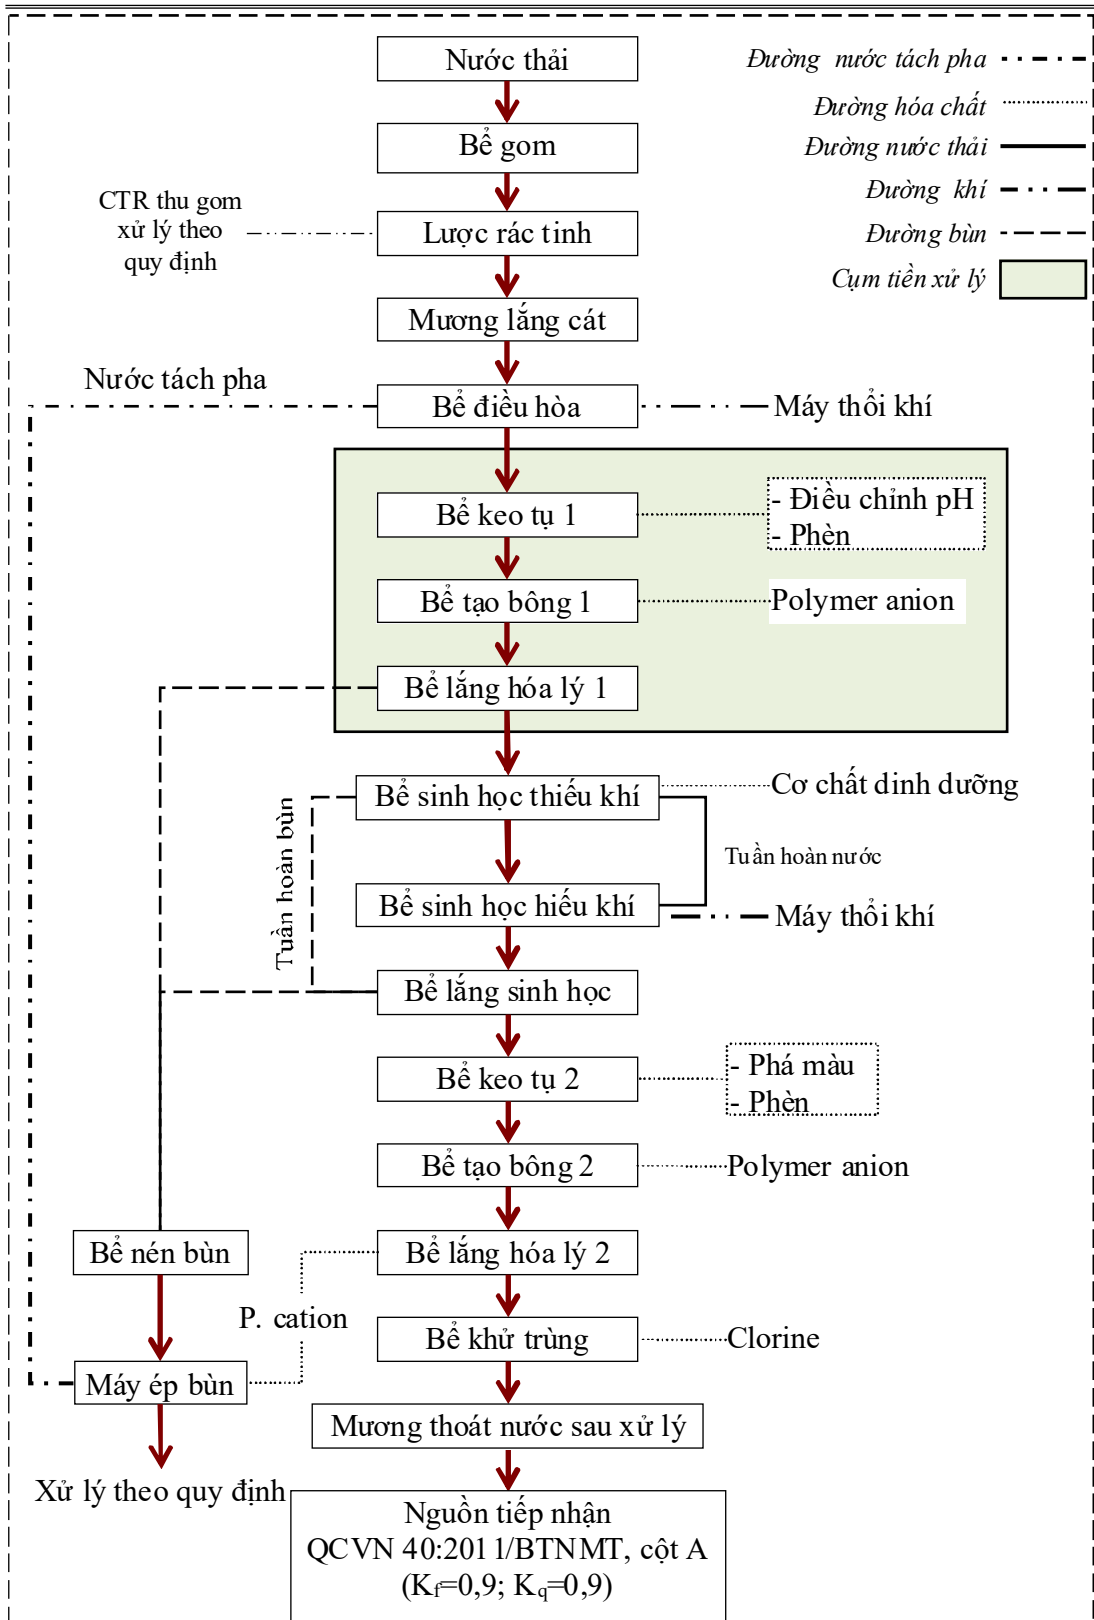 Nước thải
Đường nước tách pha
Đường hóa chất
Bể gom
Đường nước thải
CTR thu gom
xử lý theo
quy định
Đường khí
Lược rác tinh
Đường bùn
Cụm tiền xử lý
Mương lắng cát
Nước tách pha
Bể điều hòa
Máy thổi khí
Bể keo tụ 1
- Điều chỉnh pH
- Phèn
Bể tạo bông 1
Polymer anion
Bể lắng hóa lý 1
Bể sinh học thiếu khí
Cơ chất dinh dưỡng
Tuần hoàn bùn
Tuần hoàn nước
Bể sinh học hiếu khí
Máy thổi khí
Bể lắng sinh học
Bể keo tụ 2
- Phá màu
- Phèn
Bể tạo bông 2
Polymer anion
Bể nén bùn
Bể lắng hóa lý 2
P. cation
Bể khử trùng
Clorine
Máy ép bùn
Mương thoát nước sau xử lý
Xử lý theo quy định
Nguồn tiếp nhận
QCVN 40:2011/BTNMT, cột A
(Kf=0,9; Kq=0,9)